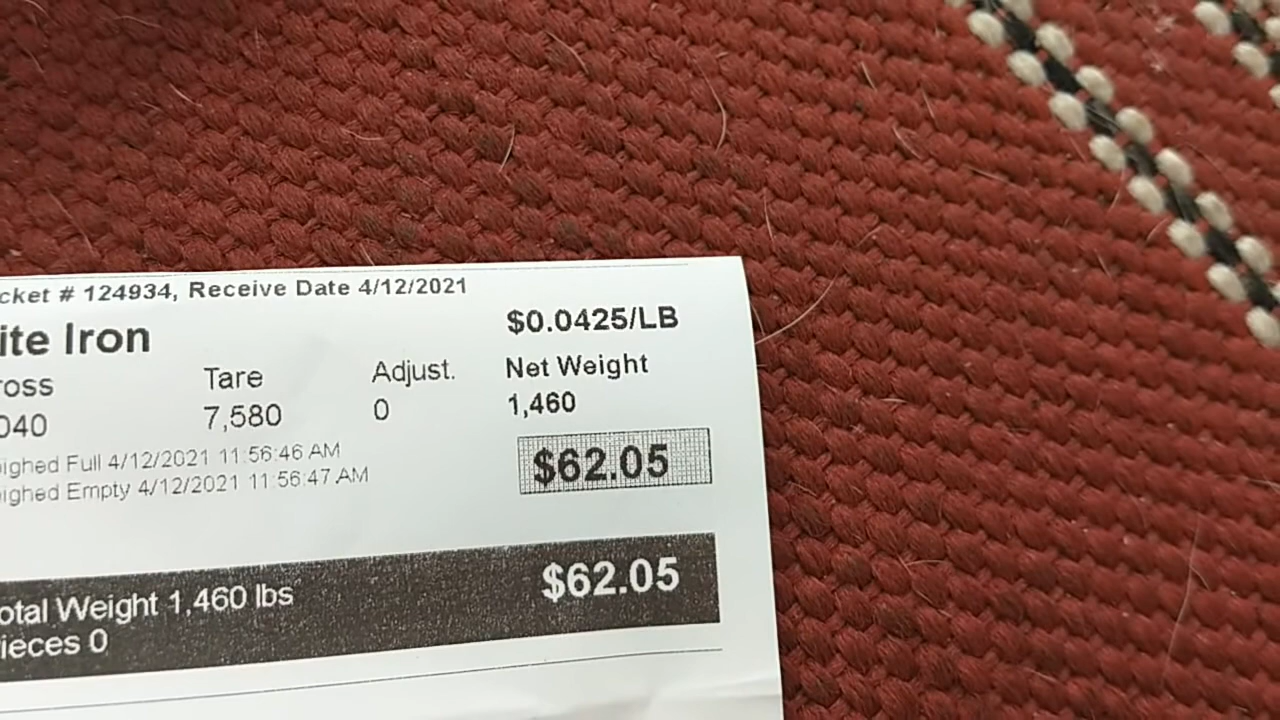 cket # 124934, Receive Date 4/12/2021
ite Iron $0.0425/LB
ross Tare Adjust. Net Weight
040 7,580 0 1,460
ighed Full 4/12/2021 11:56:46 AM
ighed Empty 4/12/2021 11:56:47 AM
$62.05
otal Weight 1,460 lbs $62.05
ieces 0